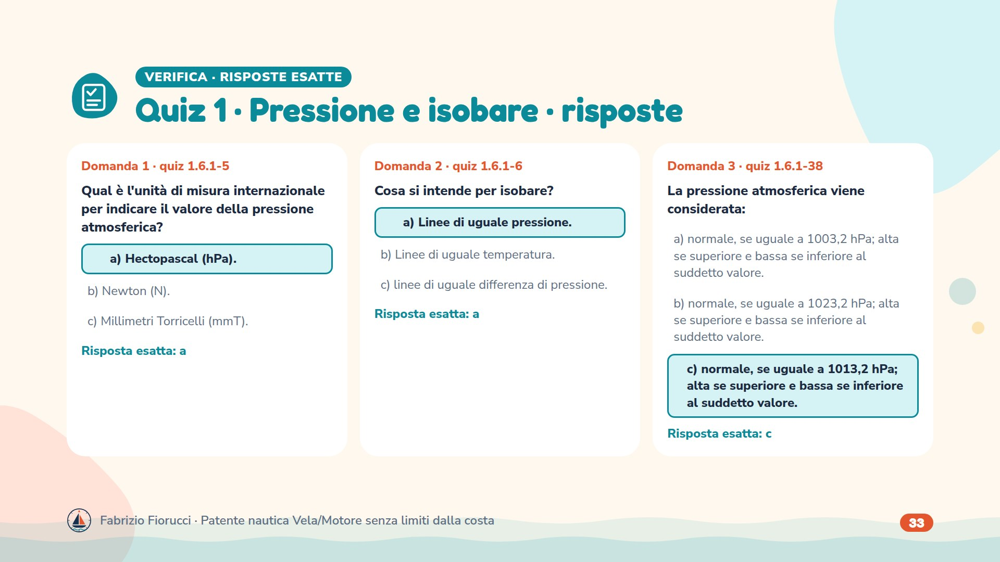 VERIFICA · RISPOSTE ESATTE
Quiz 1 · Pressione e isobare · risposte
Domanda 1 · quiz 1.6.1-5
Qual è l'unità di misura internazionale
per indicare il valore della pressione
atmosferica?
a) Hectopascal (hPa).
b) Newton (N).
c) Millimetri Torricelli (mmT).
Risposta esatta: a
Domanda 2 · quiz 1.6.1-6
Cosa si intende per isobare?
a) Linee di uguale pressione.
b) Linee di uguale temperatura.
c) linee di uguale differenza di pressione.
Risposta esatta: a
Domanda 3 · quiz 1.6.1-38
La pressione atmosferica viene
considerata:
a) normale, se uguale a 1003,2 hPa; alta
se superiore e bassa se inferiore al
suddetto valore.
b) normale, se uguale a 1023,2 hPa; alta
se superiore e bassa se inferiore al
suddetto valore.
c) normale, se uguale a 1013,2 hPa;
alta se superiore e bassa se inferiore
al suddetto valore.
Risposta esatta: c
Fabrizio Fiorucci · Patente nautica Vela/Motore senza limiti dalla costa
33